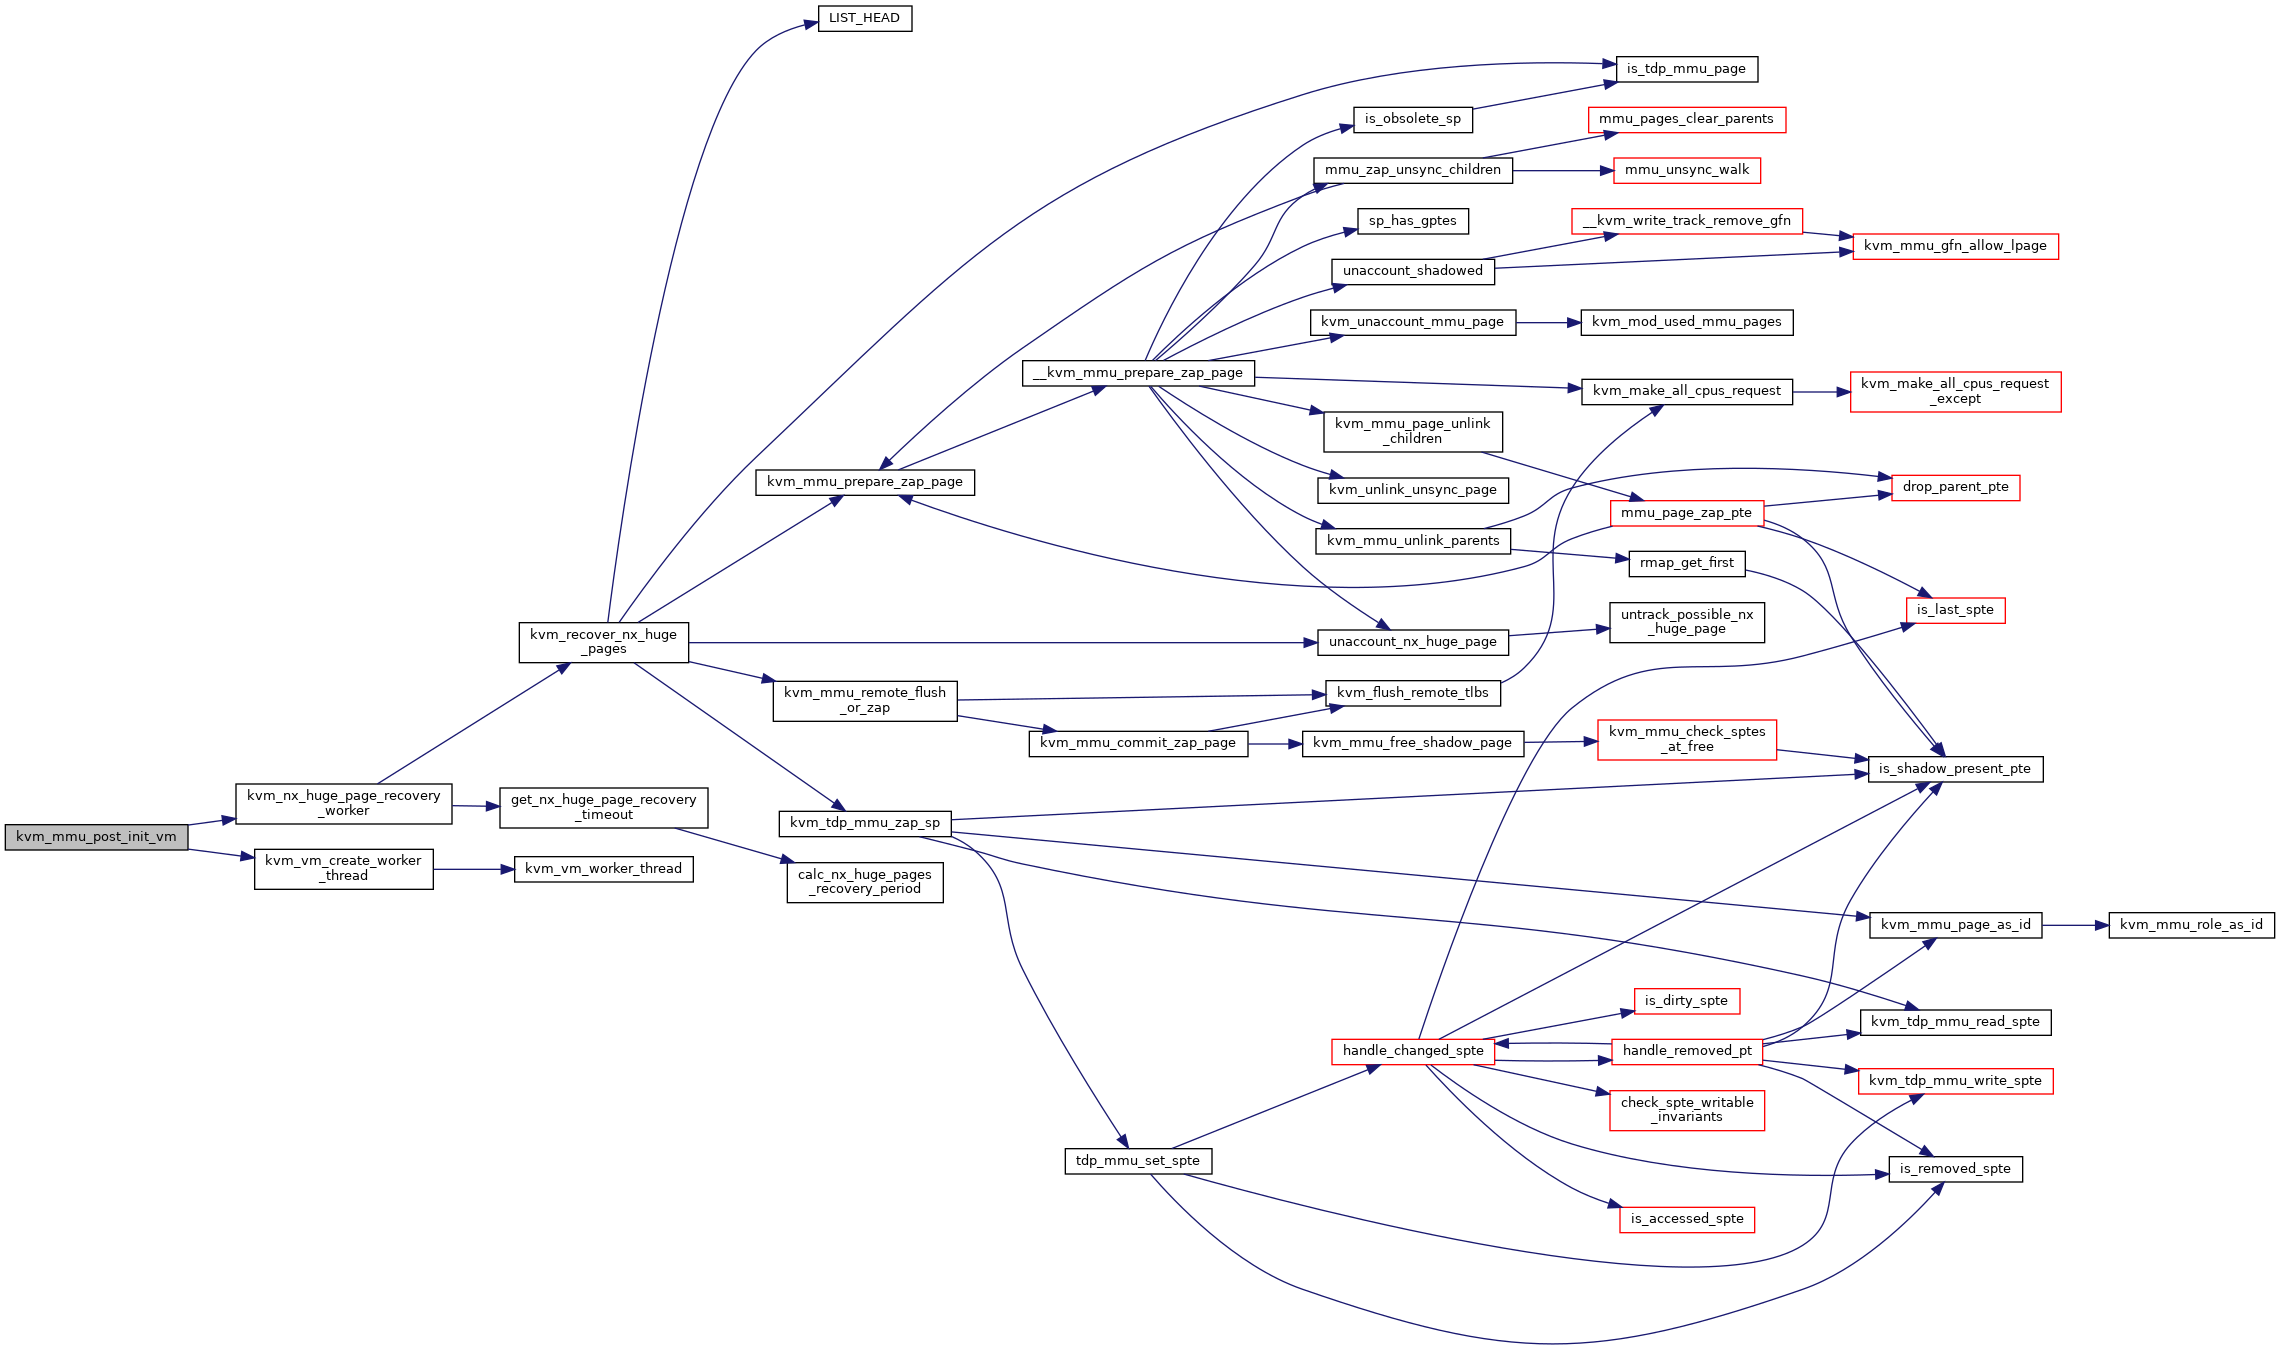 LIST_HEAD
is_tdp_mmu_page
is_obsolete_sp
mmu_pages_clear_parents
mmu_zap_unsync_children
mmu_unsync_walk
sp_has_gptes
__kvm_write_track_remove_gfn
kvm_mmu_gfn_allow_lpage
unaccount_shadowed
kvm_unaccount_mmu_page
kvm_mod_used_mmu_pages
__kvm_mmu_prepare_zap_page
kvm_make_all_cpus_request
kvm_make_all_cpus_request
_except
kvm_mmu_page_unlink
_children
kvm_mmu_prepare_zap_page
kvm_unlink_unsync_page
drop_parent_pte
mmu_page_zap_pte
kvm_mmu_unlink_parents
rmap_get_first
is_last_spte
untrack_possible_nx
_huge_page
kvm_recover_nx_huge
_pages
unaccount_nx_huge_page
kvm_mmu_remote_flush
_or_zap
kvm_flush_remote_tlbs
kvm_mmu_commit_zap_page
kvm_mmu_free_shadow_page
kvm_mmu_check_sptes
_at_free
is_shadow_present_pte
kvm_nx_huge_page_recovery
_worker
get_nx_huge_page_recovery
_timeout
kvm_tdp_mmu_zap_sp
kvm_mmu_post_init_vm
kvm_vm_create_worker
_thread
kvm_vm_worker_thread
calc_nx_huge_pages
_recovery_period
kvm_mmu_page_as_id
kvm_mmu_role_as_id
is_dirty_spte
kvm_tdp_mmu_read_spte
handle_changed_spte
handle_removed_pt
kvm_tdp_mmu_write_spte
check_spte_writable
_invariants
tdp_mmu_set_spte
is_removed_spte
is_accessed_spte